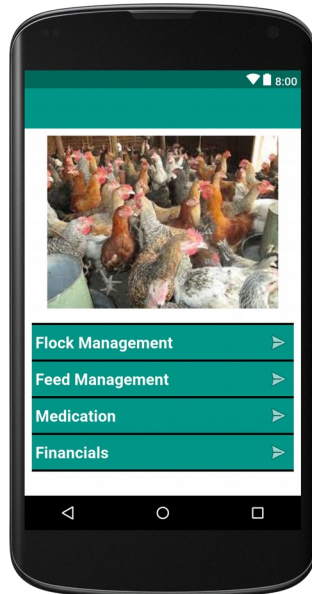 8:00
Flock Management
Feed Management
Medication
Financials